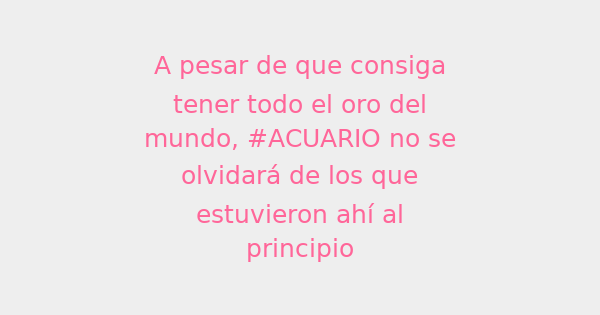 A pesar de que consiga
tener todo el oro del
mundo, #ACUARIO no se
olvidará de los que
estuvieron ahí al
principio